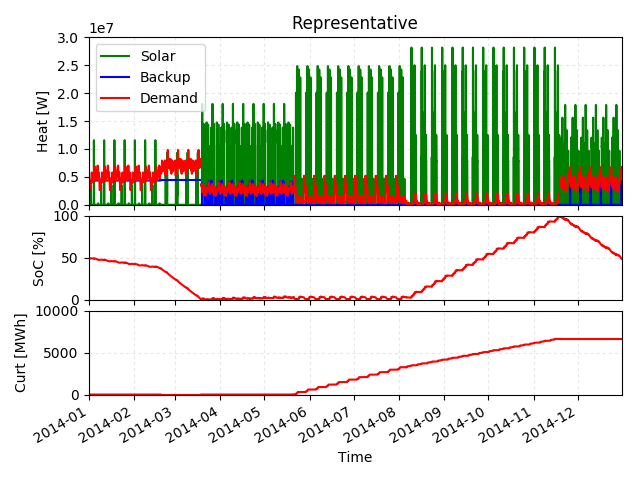 Representative
1e7
3.0
2.5
2.0
1.5
1.0
0.5
0.0
Heat [W]
Solar
Backup
Demand
100
50
0
SoC [%]
10000
5000
0
Curt [MWh]
2014-01
2014-02
2014-03
2014-04
2014-05
2014-06
2014-07
2014-08
2014-09
2014-10
2014-11
2014-12
Time